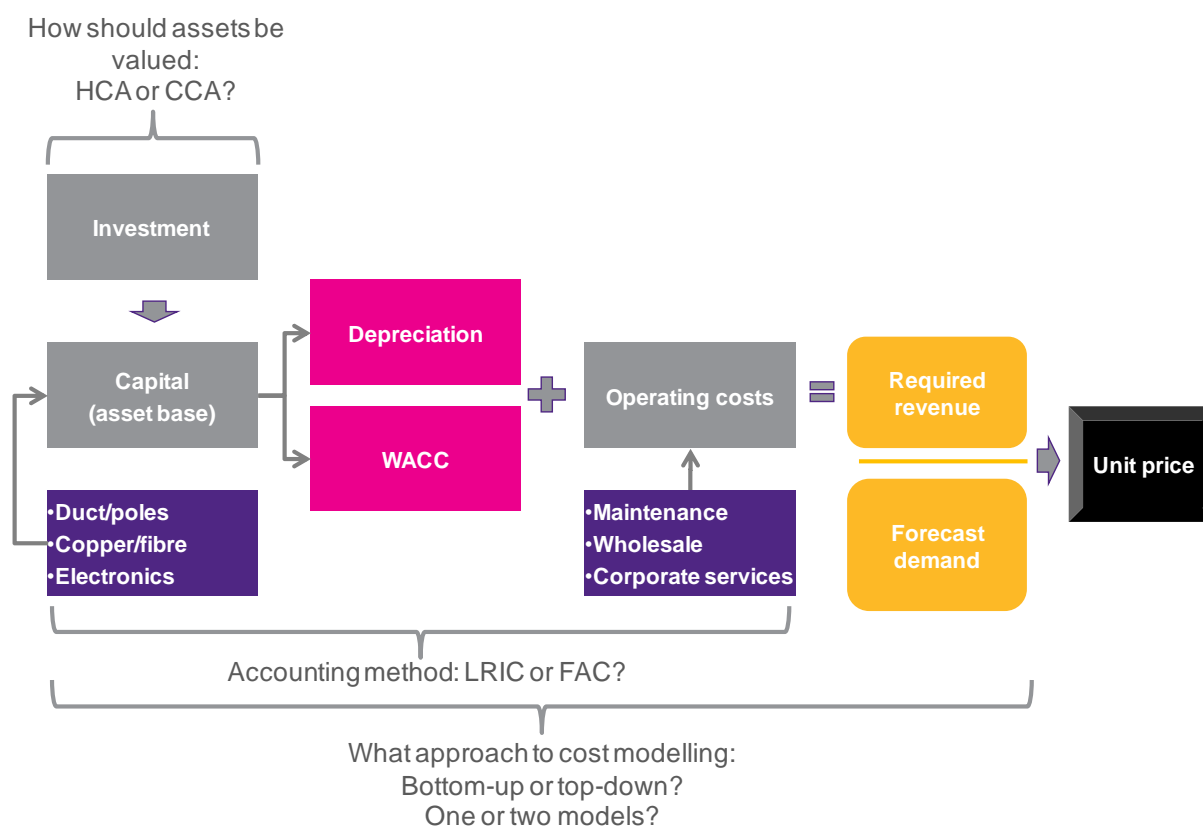 How should assets be
valued:
HCA or CCA?
Investment
Capital
(asset base)
•Duct/poles
•Copper/fibre
•Electronics
Depreciation
WACC
Operating costs
•Maintenance
•Wholesale
•Corporate services
Required
revenue
Forecast
demand
Unit price
Accounting method: LRIC or FAC?
What approach to cost modelling:
Bottom-up or top-down?
One or two models?